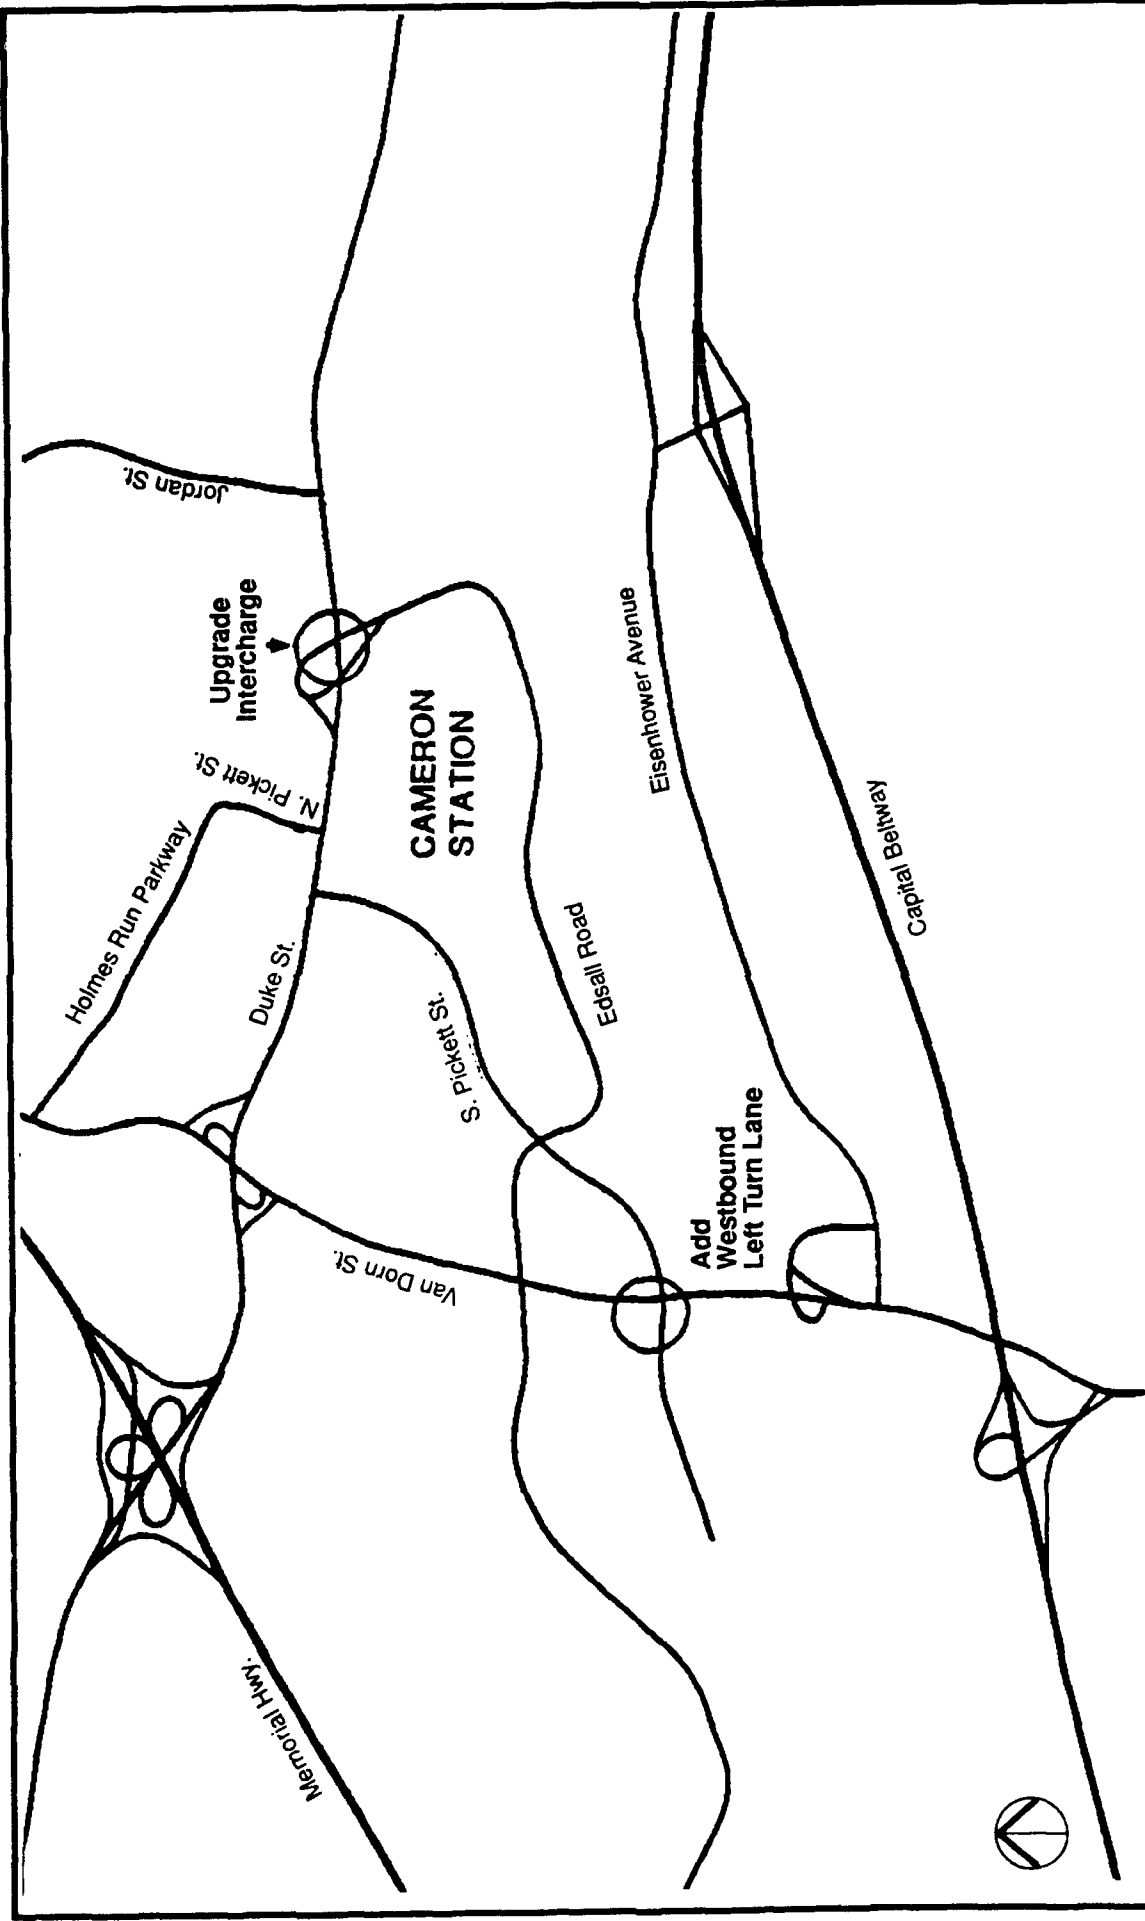 Jordan St.
Upgrade
Intercharge
N. Pickett St.
Holmes Run Parkway
Duke St.
CAMERON
STATION
S. Pickett St.
Edsall Road
Eisenhower Avenue
Capital Beltway
Van Dorn St.
Add
Westbound
Left Turn Lane
Memorial Hwy.